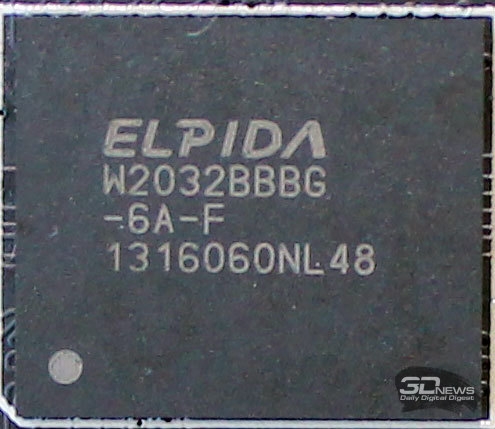 ELPIDA
W2032BBBG
-6A-F
1316060NL48
3DNEWS
Daily Digital Digest